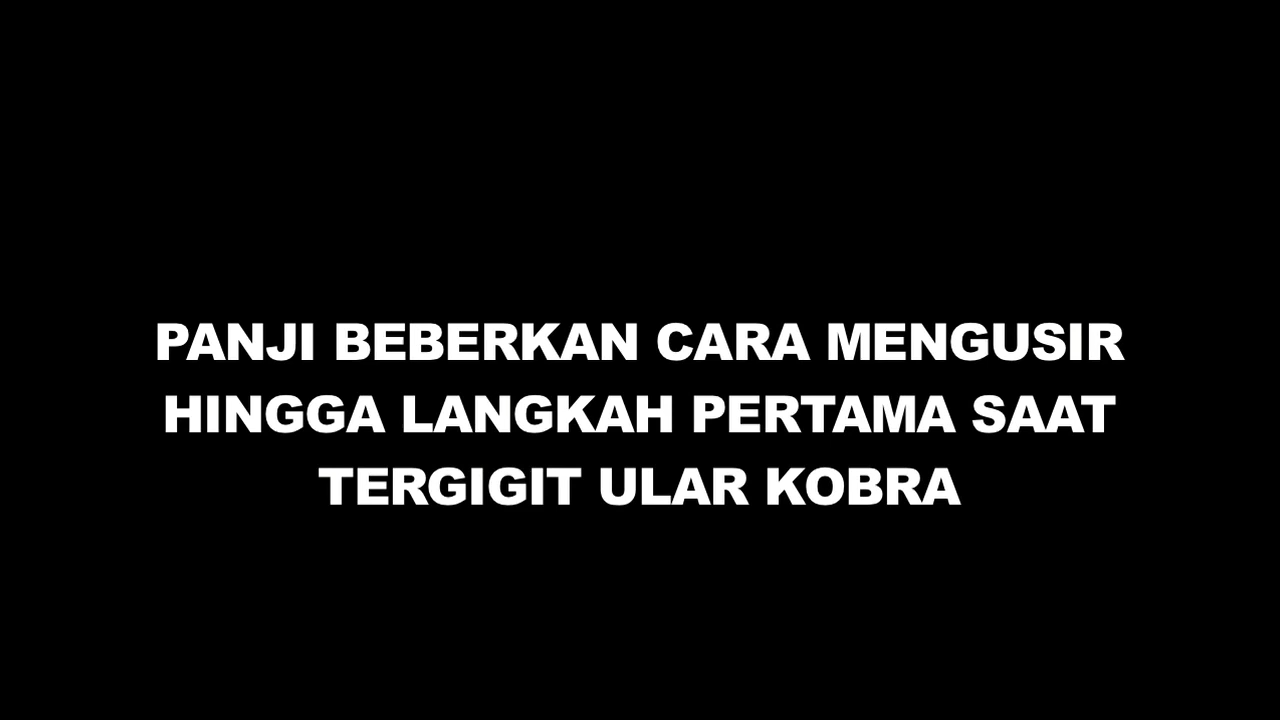 PANJI BEBERKAN CARA MENGUSIR
HINGGA LANGKAH PERTAMA SAAT
TERGIGIT ULAR KOBRA